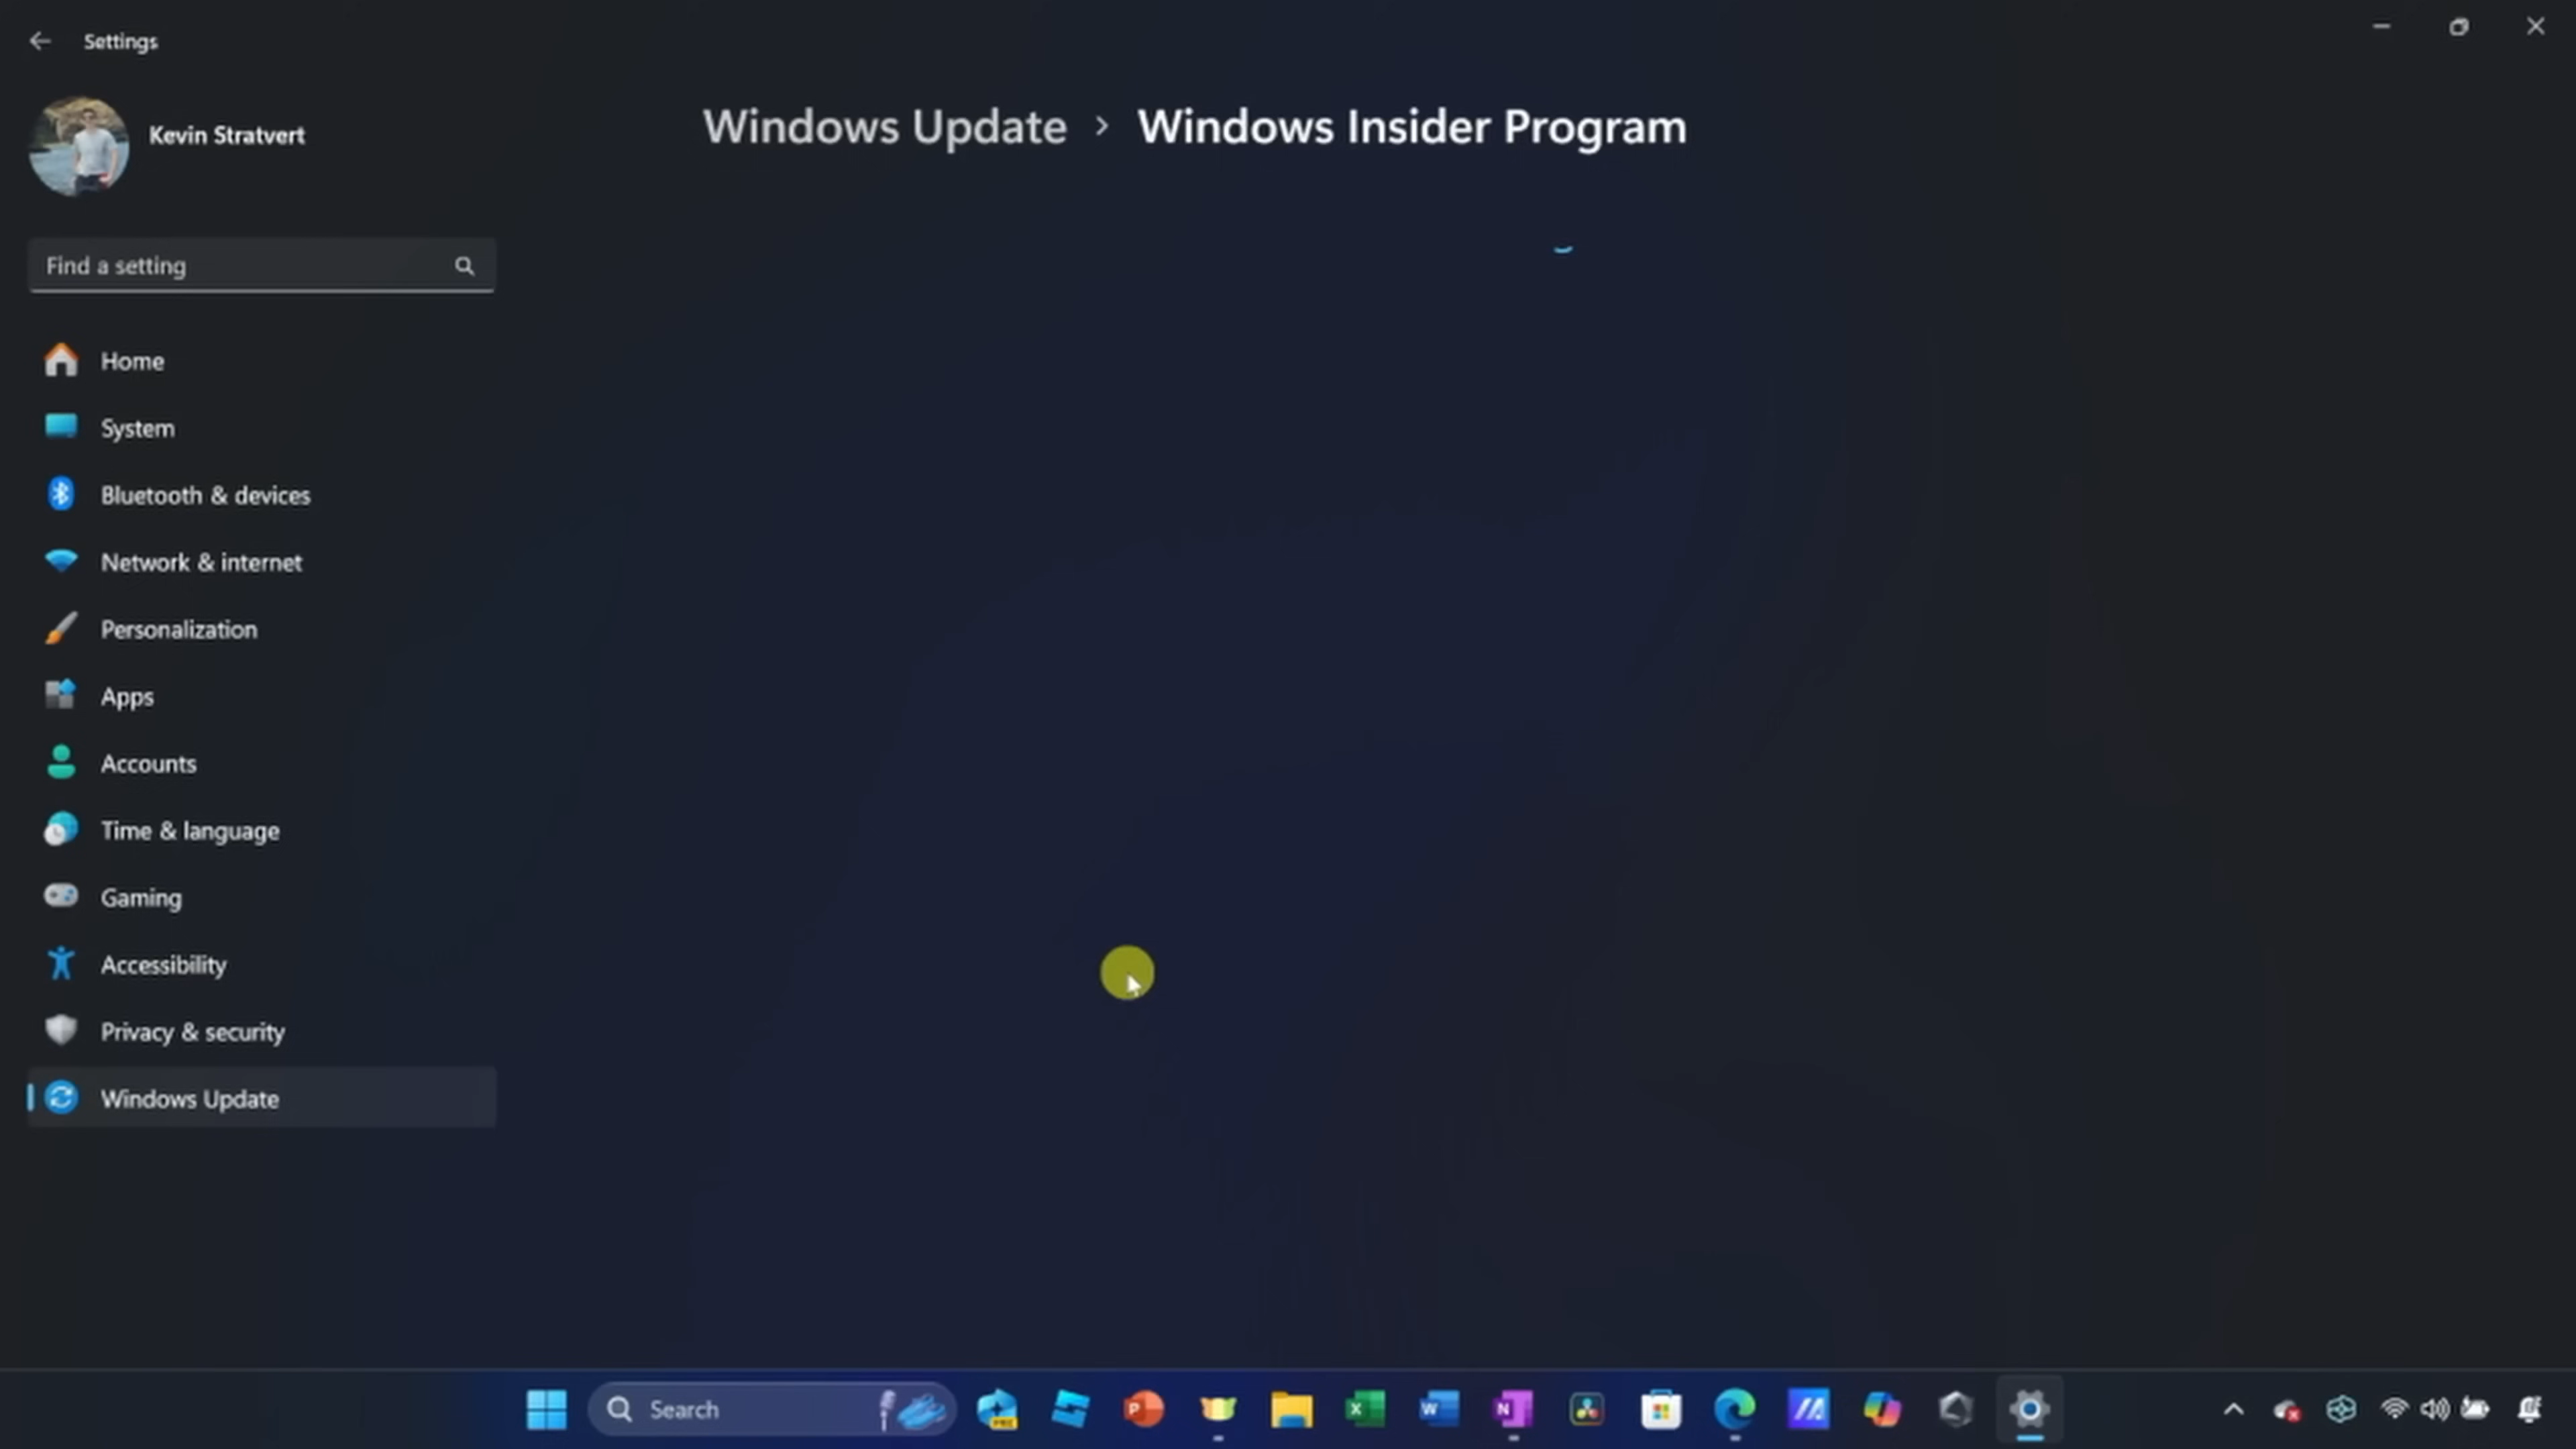 Settings
Kevin Stratvert
Windows Update > Windows Insider Program
Find a setting
Home
System
Bluetooth & devices
Network & internet
Personalization
Apps
Accounts
Time & language
Gaming
Accessibility
Privacy & security
Windows Update
Search
PRE
P
X
W
N